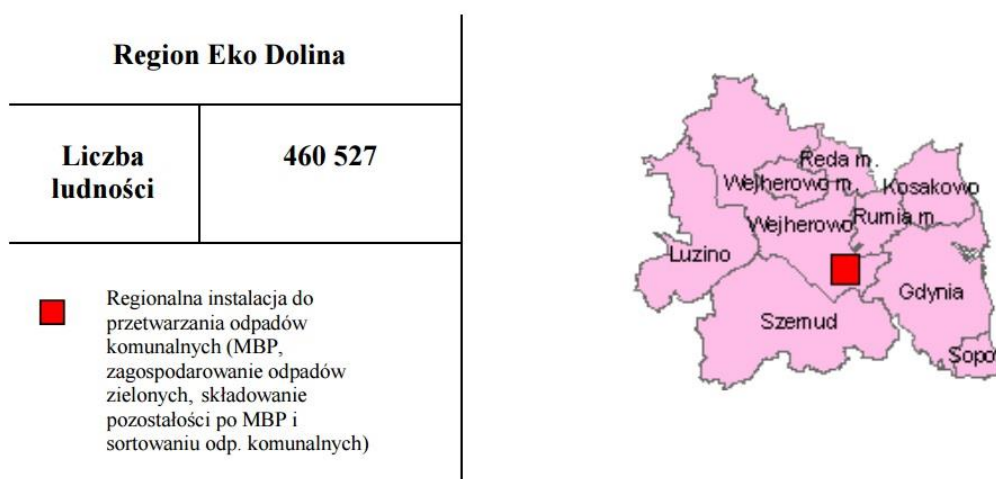 Region Eko Dolina
Liczba
ludności
460 527
Regionalna instalacja do
przetwarzania odpadów
komunalnych (MBP,
zagospodarowanie odpadów
zielonych, składowanie
pozostałości po MBP i
sortowaniu odp. komunalnych)
Reda m.
Wejherowo m.
Kosakowo
Wejherowo
Rumia m.
Luzino
Gdynia
Szemud
Sopo